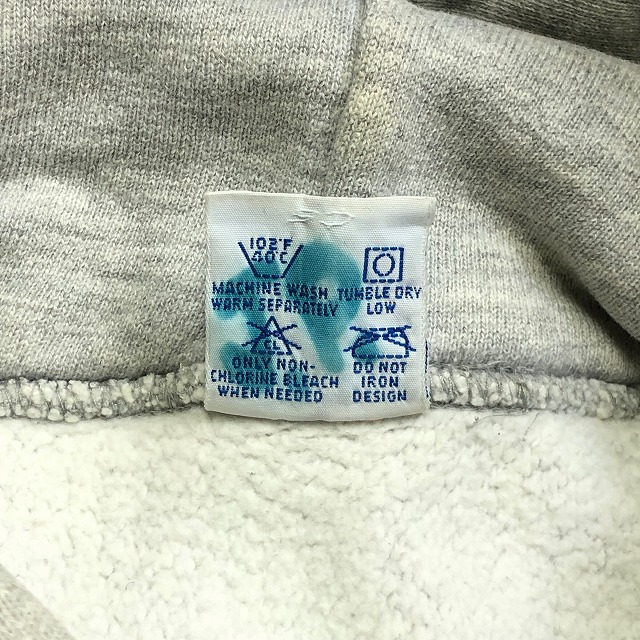 102°F
40°C
MACHINE WASH
WARM SEPARATELY
TUMBLE DRY
LOW
CL
ONLY NON-
CHLORINE BLEACH
WHEN NEEDED
DO NOT
IRON
DESIGN